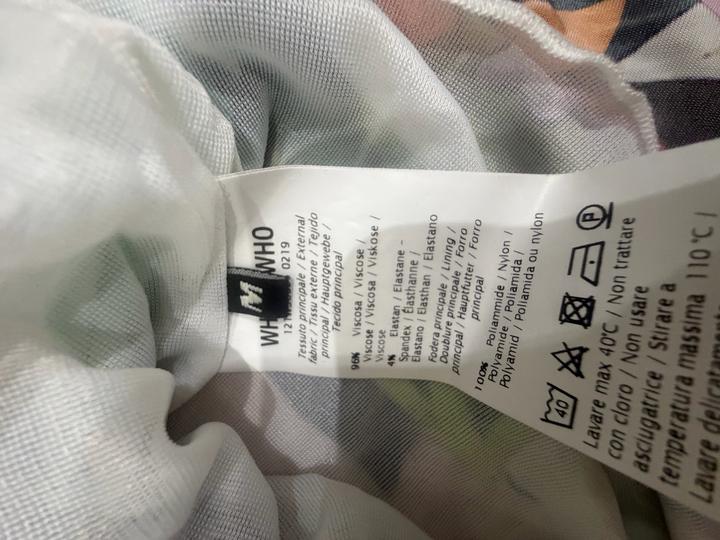 M
WHO
0219
Tessuto principale / External
fabric / Tissu externe / Tejido
principal / Hauptgewebe /
Tecido principal
96% Viscosa / Viscose /
Viscose / Viscosa / Viskose /
Viscose
4% Elastan / Elastane -
Spandex / Elasthanne /
Elastano / Elasthan / Elastano
Fodera principale / Lining /
Doublure principale / Forro
principal / Hauptfutter / Forro
principal
100% Poliammide / Nylon /
Polyamide / Poliamida /
Polyamid / Poliamida ou nylon
40 P
Lavare max 40°C / Non trattare
con cloro / Non usare
asciugatrice / Stirare a
temperatura massima 110 °C /
Lavare delicatamen